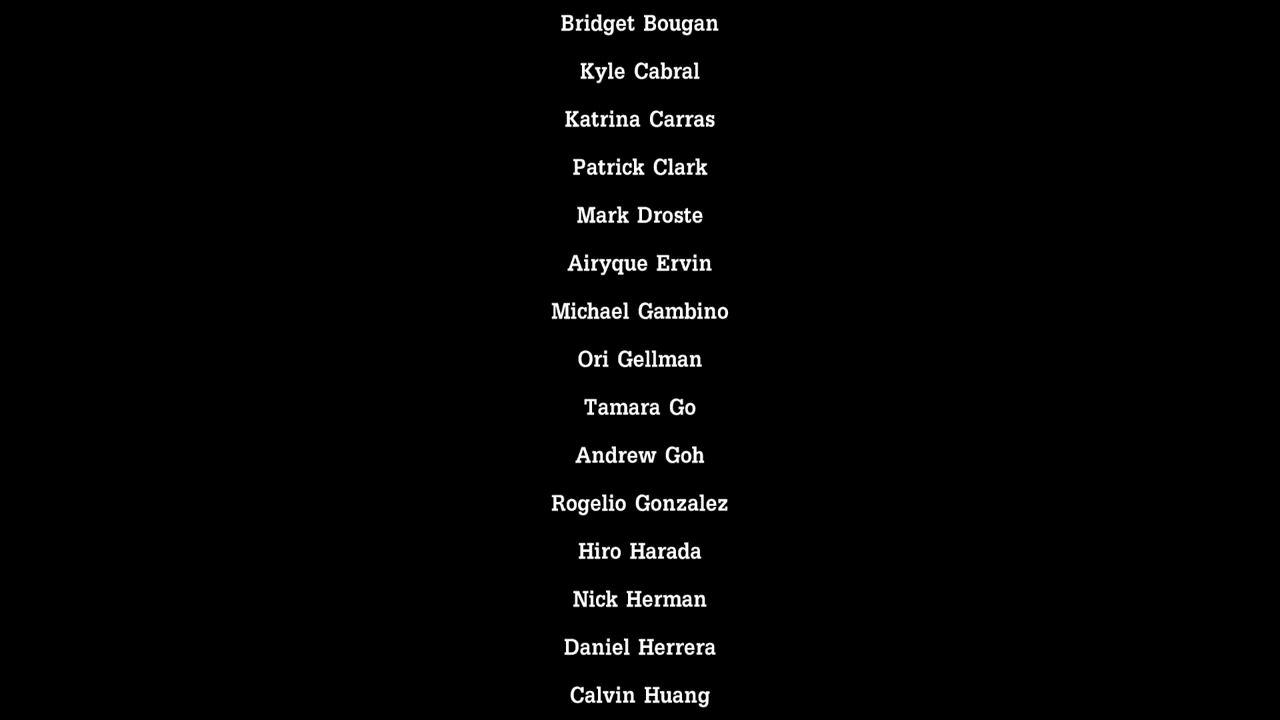 Bridget Bougan
Kyle Cabral
Katrina Carras
Patrick Clark
Mark Droste
Airyque Ervin
Michael Gambino
Ori Gellman
Tamara Go
Andrew Goh
Rogelio Gonzalez
Hiro Harada
Nick Herman
Daniel Herrera
Calvin Huang